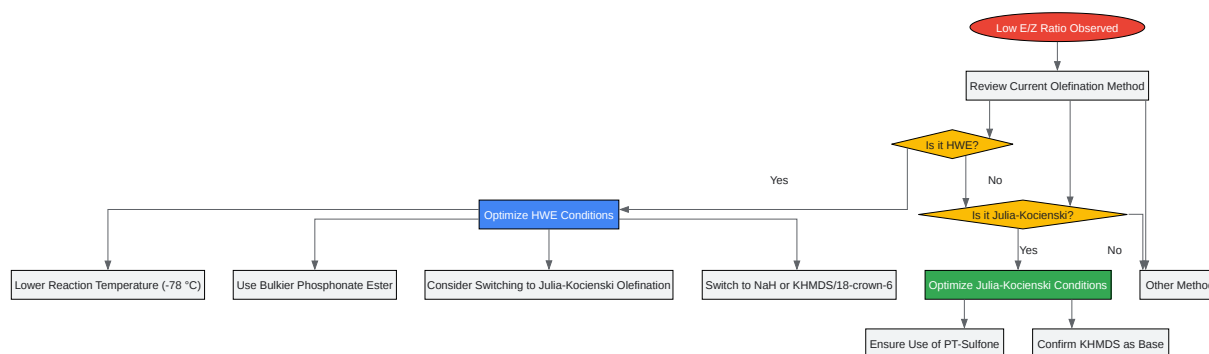 Low E/Z Ratio Observed
Review Current Olefination Method
Is it HWE?
Yes
No
Optimize HWE Conditions
Is it Julia-Kocienski?
Yes
No
Lower Reaction Temperature (-78 °C)
Use Bulkier Phosphonate Ester
Consider Switching to Julia-Kocienski Olefination
Switch to NaH or KHMDS/18-crown-6
Optimize Julia-Kocienski Conditions
Other Method
Ensure Use of PT-Sulfone
Confirm KHMDS as Base